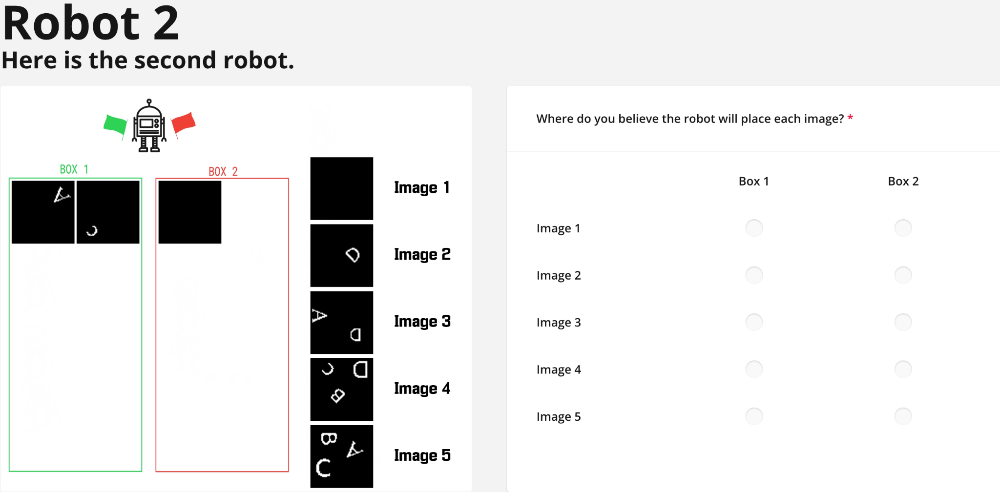 Robot 2
Here is the second robot.
BOX 1
BOX 2
A
C
Image 1
D
Image 2
A
D
Image 3
C D
B
Image 4
B
A
C
Image 5
Where do you believe the robot will place each image? *
Box 1 Box 2
Image 1
Image 2
Image 3
Image 4
Image 5